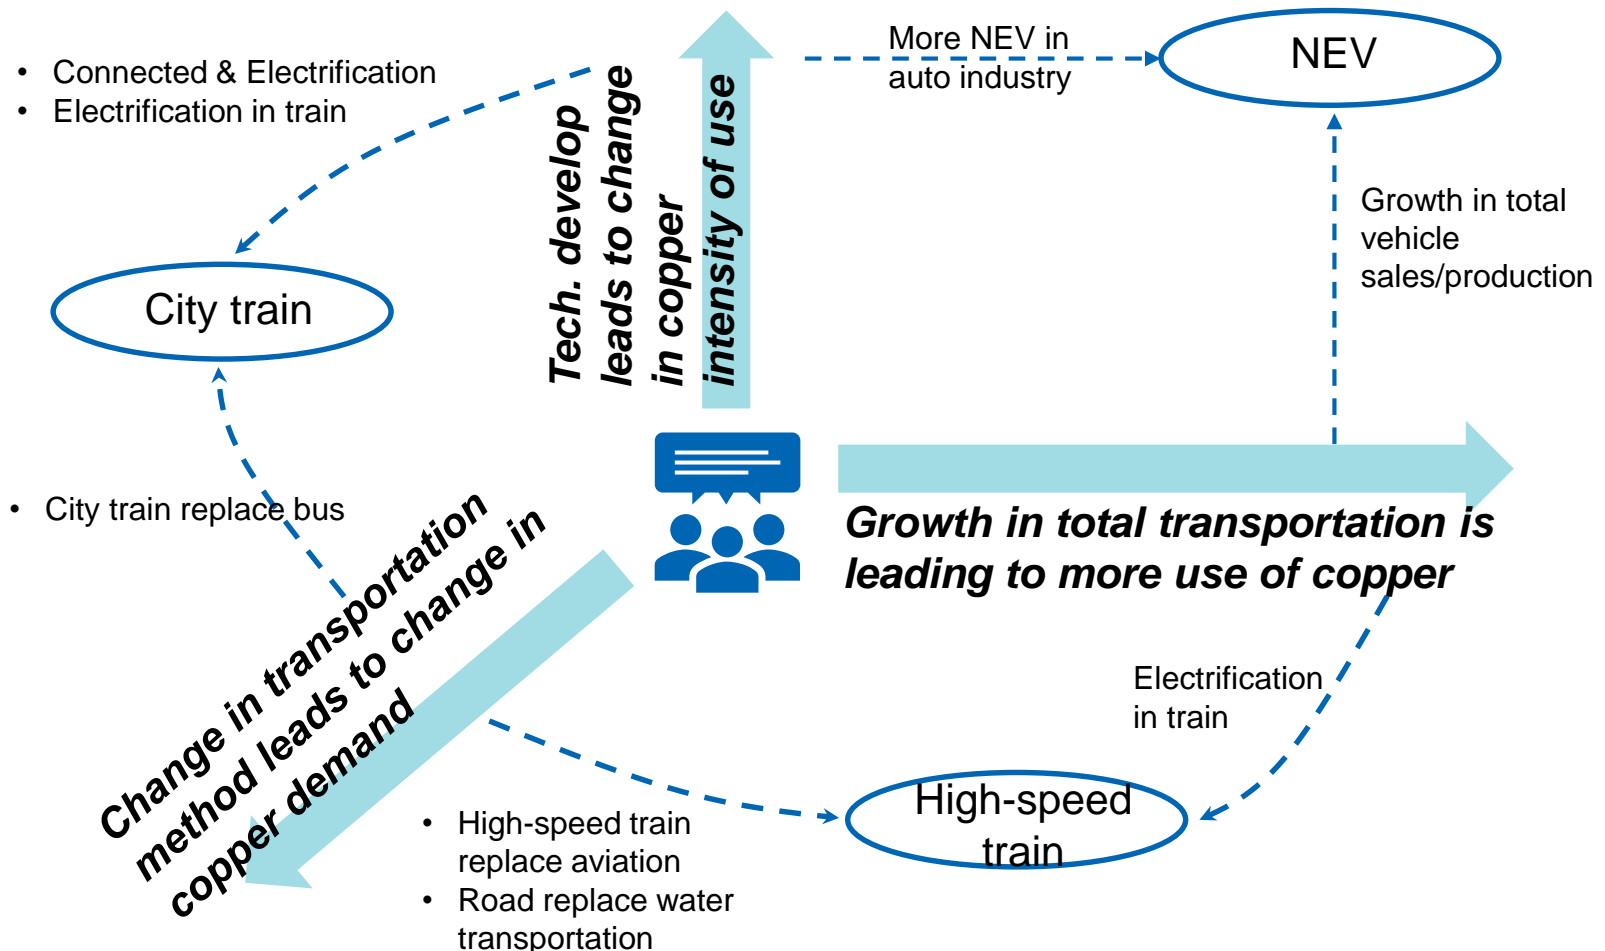 • Connected & Electrification
• Electrification in train
Tech. develop
leads to change
in copper
intensity of use
More NEV in
auto industry
NEV
Growth in total
vehicle
sales/production
City train
• City train replace bus
Growth in total transportation is
leading to more use of copper
Change in transportation
method leads to change in
copper demand
Electrification
in train
High-speed
train
• High-speed train
replace aviation
• Road replace water
transportation